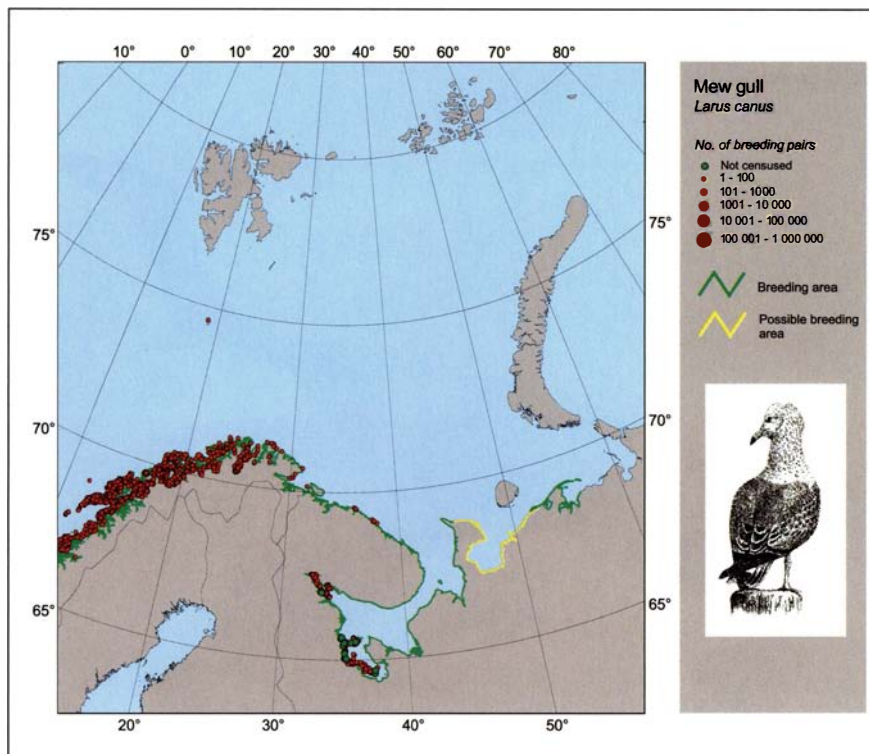 10° 0° 10° 20° 30° 40° 50° 60° 70° 80°
75° 75°
70° 70°
65° 65°
20° 30° 40° 50°
Mew gull
Larus canus
No. of breeding pairs
Not censused
1 - 100
101 - 1000
1001 - 10 000
10 001 - 100 000
100 001 - 1 000 000
Breeding area
Possible breeding
area